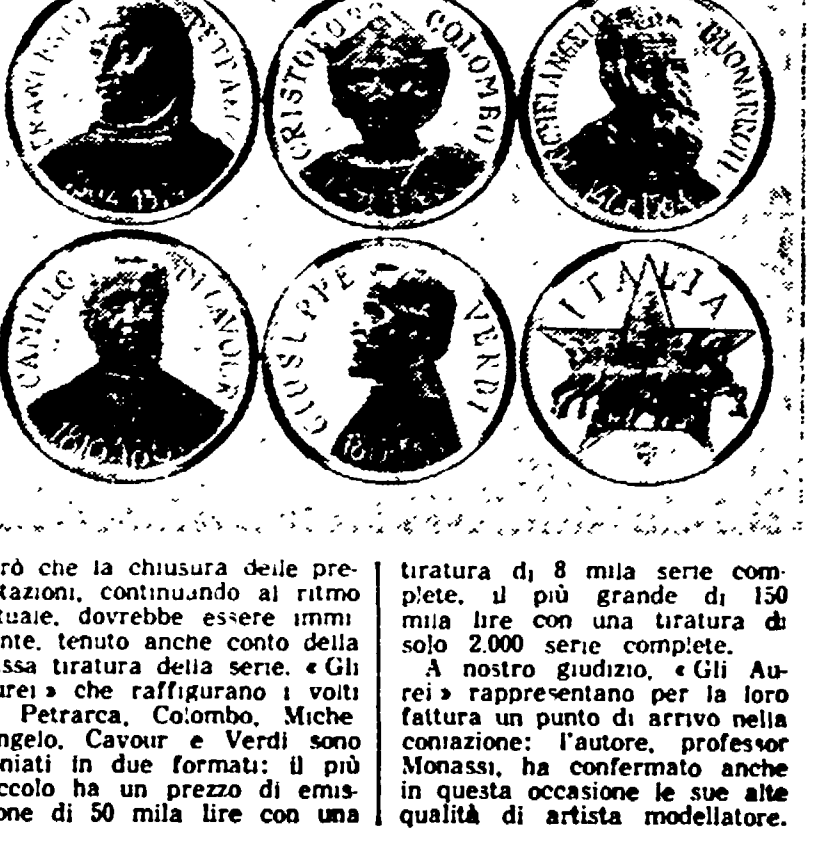 CRISTOFORO COLOMBO
MICHELANGELO BUONARROTI
CAMILLO
GIUSEPPE VERDI
ITALIA
rò che la chiusura delle pre-
tazioni, continuando al ritmo
tuale, dovrebbe essere immi
nte, tenuto anche conto della
ssa tiratura della serie. « Gli
urei » che raffigurano i volti
Petrarca, Colombo, Miche
ngelo, Cavour e Verdi sono
niati in due formati: il più
ccolo ha un prezzo di emis-
one di 50 mila lire con una
tiratura di 8 mila serie com-
plete, il più grande di 150
mila lire con una tiratura di
solo 2.000 serie complete.
A nostro giudizio, « Gli Au-
rei » rappresentano per la loro
fattura un punto di arrivo nella
coniazione: l'autore, professor
Monassi, ha confermato anche
in questa occasione le sue alte
qualità di artista modellatore.